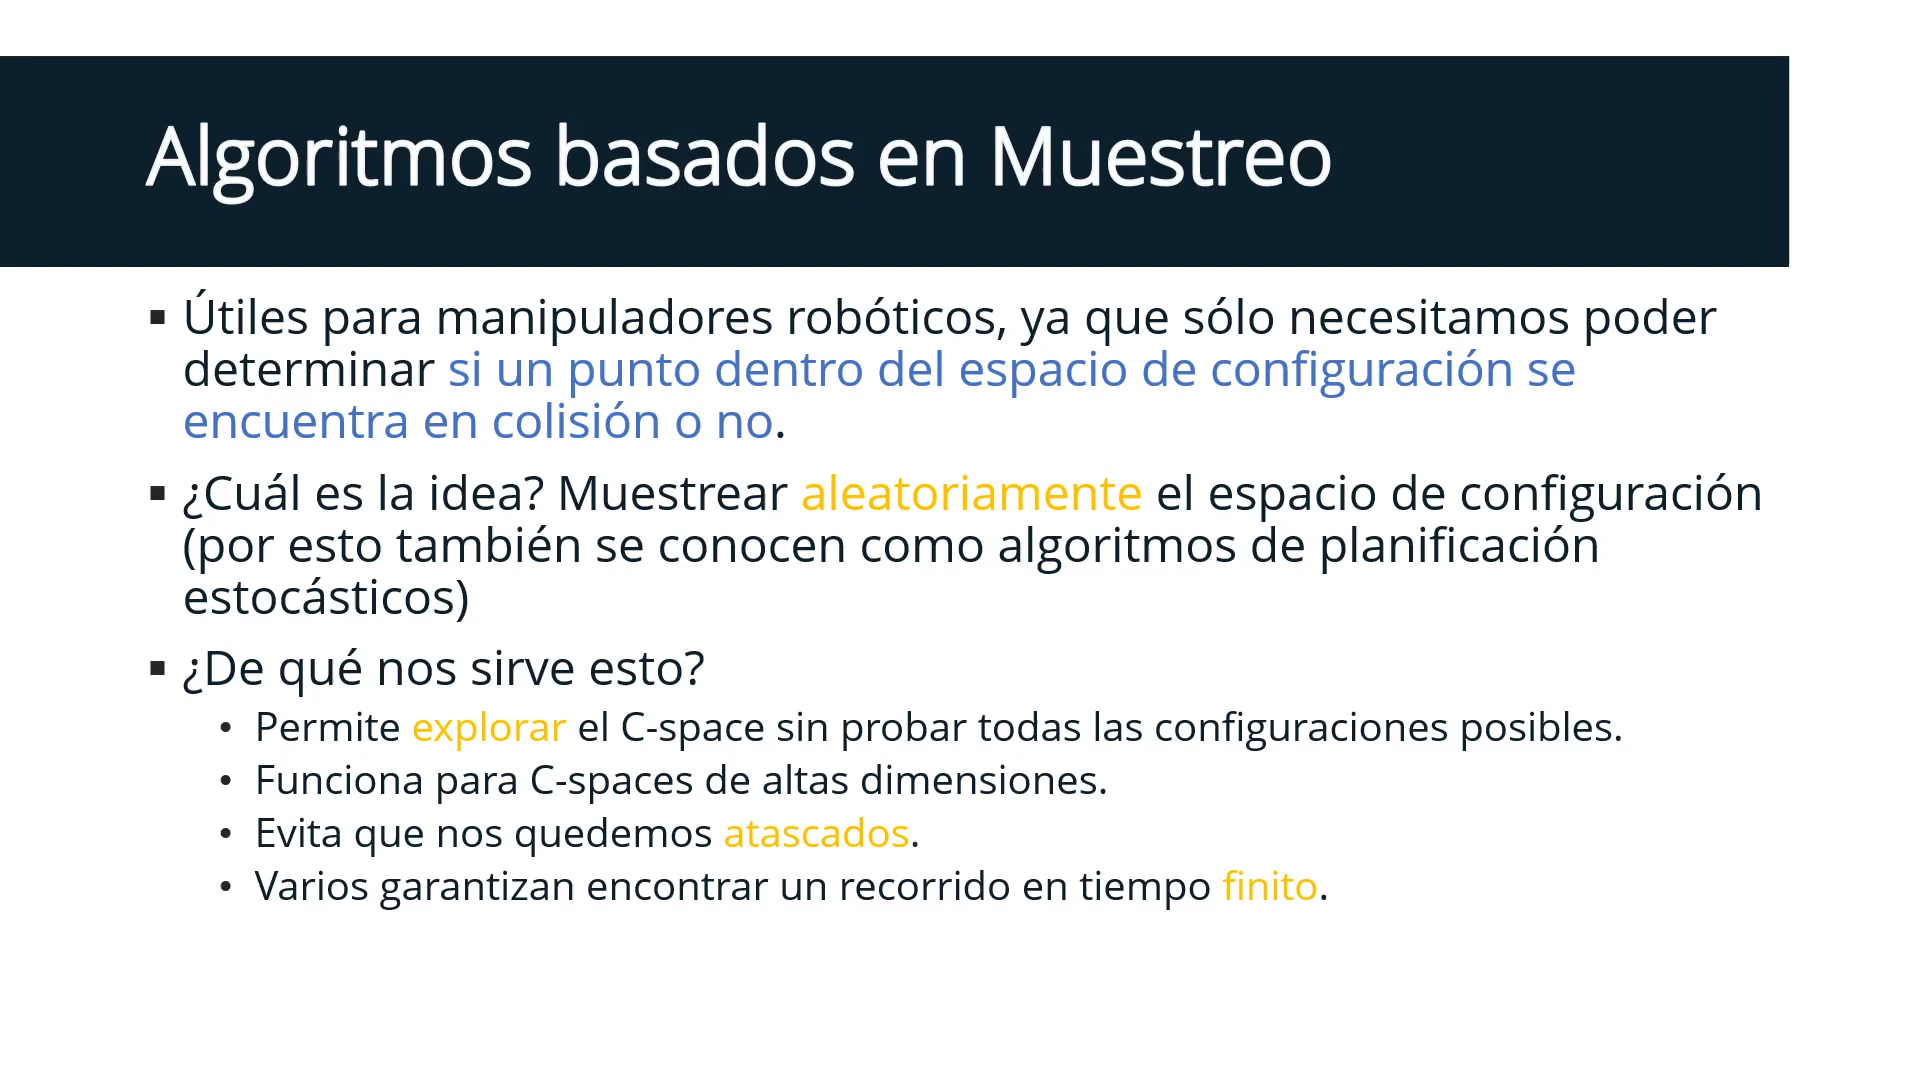 Algoritmos basados en Muestreo
▪ Útiles para manipuladores robóticos, ya que sólo necesitamos poder
determinar si un punto dentro del espacio de configuración se
encuentra en colisión o no.
▪ ¿Cuál es la idea? Muestrear aleatoriamente el espacio de configuración
(por esto también se conocen como algoritmos de planificación
estocásticos)
▪ ¿De qué nos sirve esto?
• Permite explorar el C-space sin probar todas las configuraciones posibles.
• Funciona para C-spaces de altas dimensiones.
• Evita que nos quedemos atascados.
• Varios garantizan encontrar un recorrido en tiempo finito.